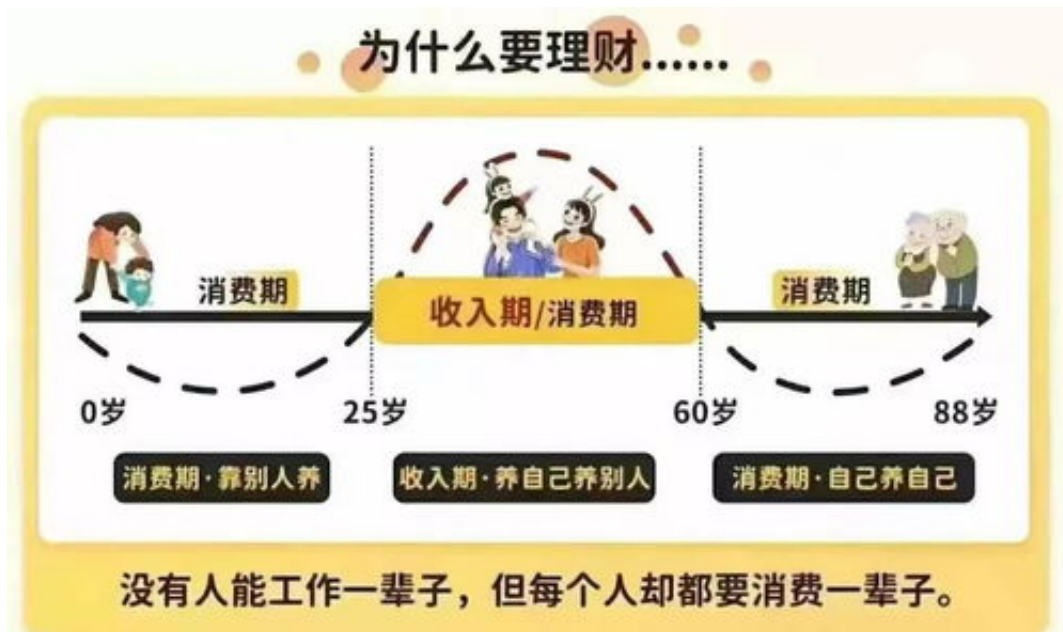 为什么要理财......
消费期
收入期/消费期
消费期
0岁
25岁
60岁
88岁
消费期·靠别人养
收入期·养自己养别人
消费期·自己养自己
没有人能工作一辈子，但每个人却都要消费一辈子。